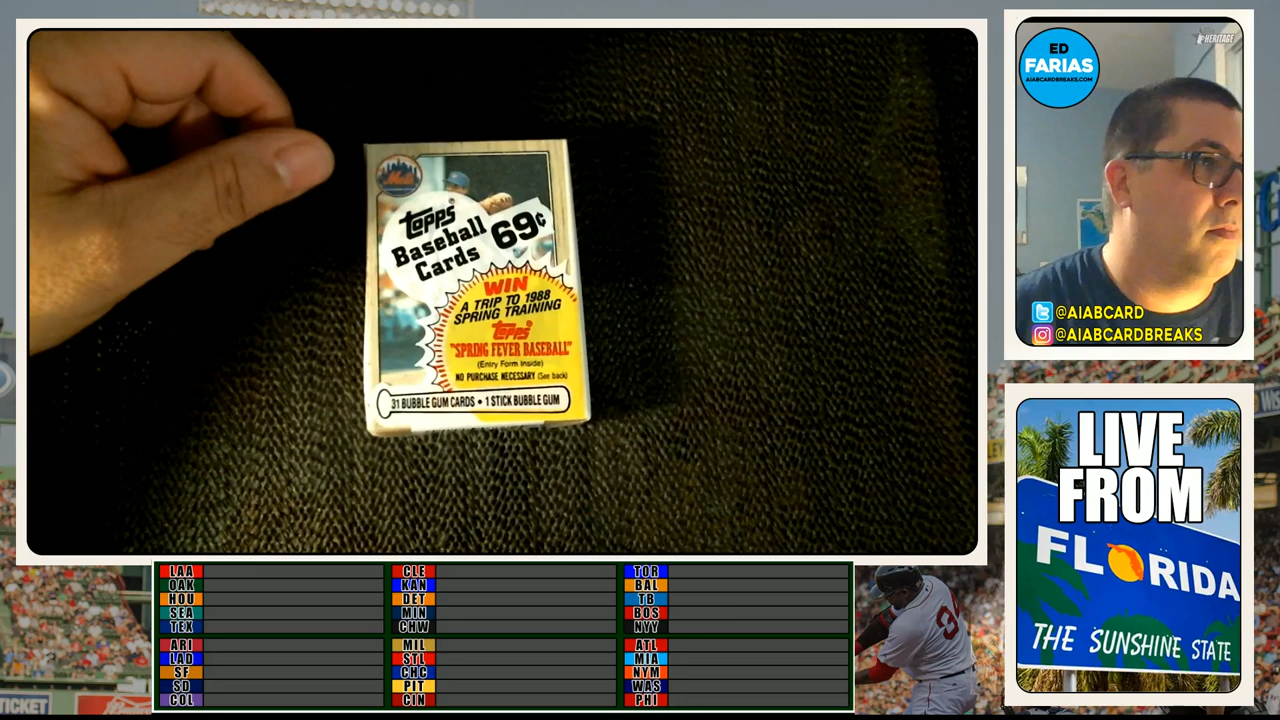 Topps
Baseball
Cards
69¢
WIN
A TRIP TO 1988
SPRING TRAINING
Topps
"SPRING FEVER BASEBALL"
(Entry Form Inside)
NO PURCHASE NECESSARY (See back)
31 BUBBLE GUM CARDS • 1 STICK BUBBLE GUM
ED
FARIAS
AIABCARDBREAKS.COM
HERITAGE
@AIABCARD
@AIABCARDBREAKS
LIVE
FROM
FLORIDA
THE SUNSHINE STATE
LAA
OAK
HOU
SEA
TEX
CLE
KAN
DET
MIN
CHW
TOR
BAL
TB
BOS
NYY
ARI
LAD
SF
SD
COL
MIL
STL
CHC
PIT
CIN
ATL
MIA
NYM
WAS
PHI
34
TICKET